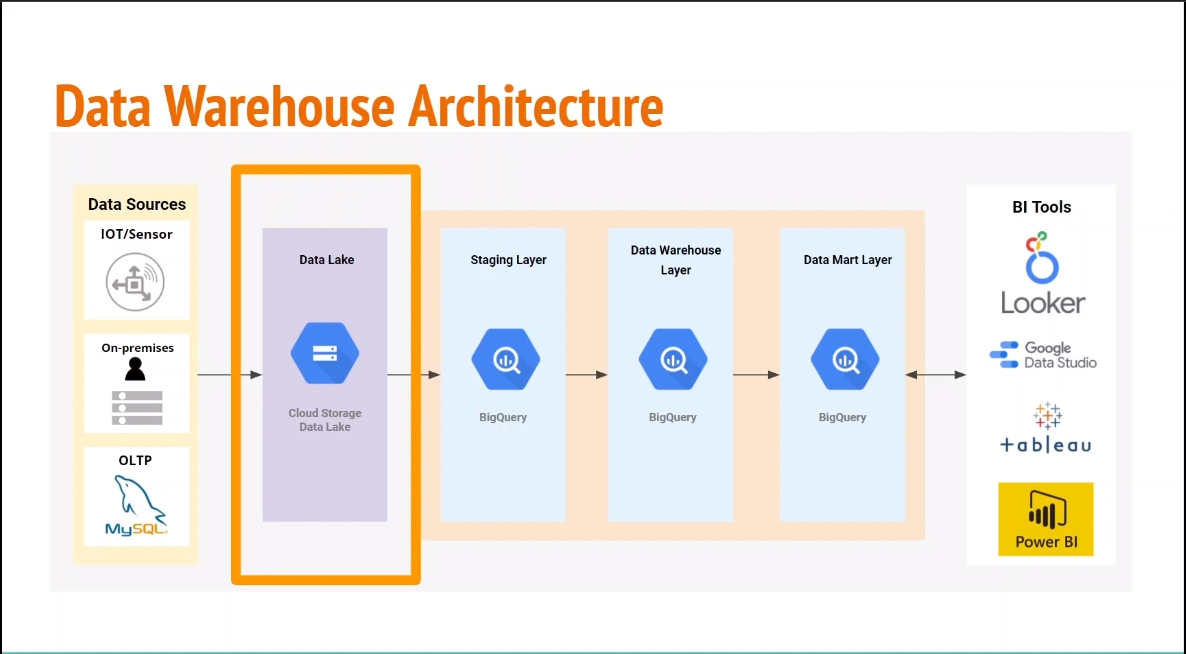 Data Warehouse Architecture
Data Sources
IOT/Sensor
On-premises
OLTP
MySQL
Data Lake
Cloud Storage
Data Lake
Staging Layer
BigQuery
Data Warehouse
Layer
BigQuery
Data Mart Layer
BigQuery
BI Tools
Looker
Google
Data Studio
+ableau
Power BI